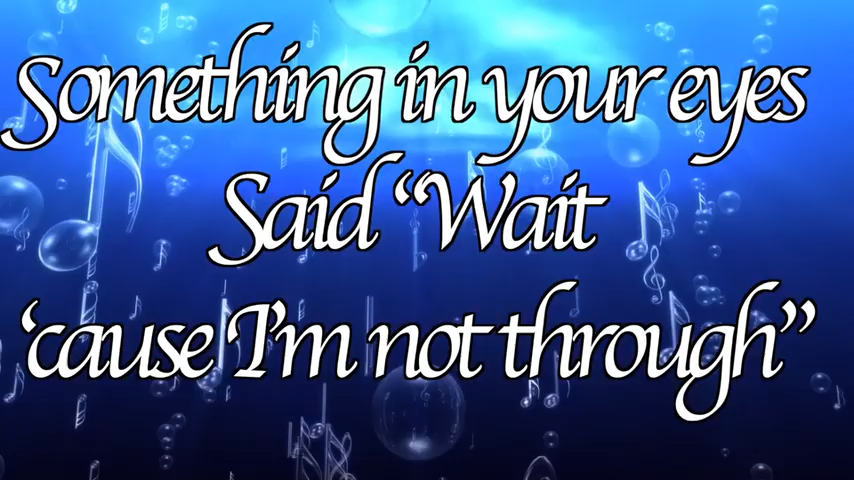 Something in your eyes
Said “Wait
‘cause I'm not through”